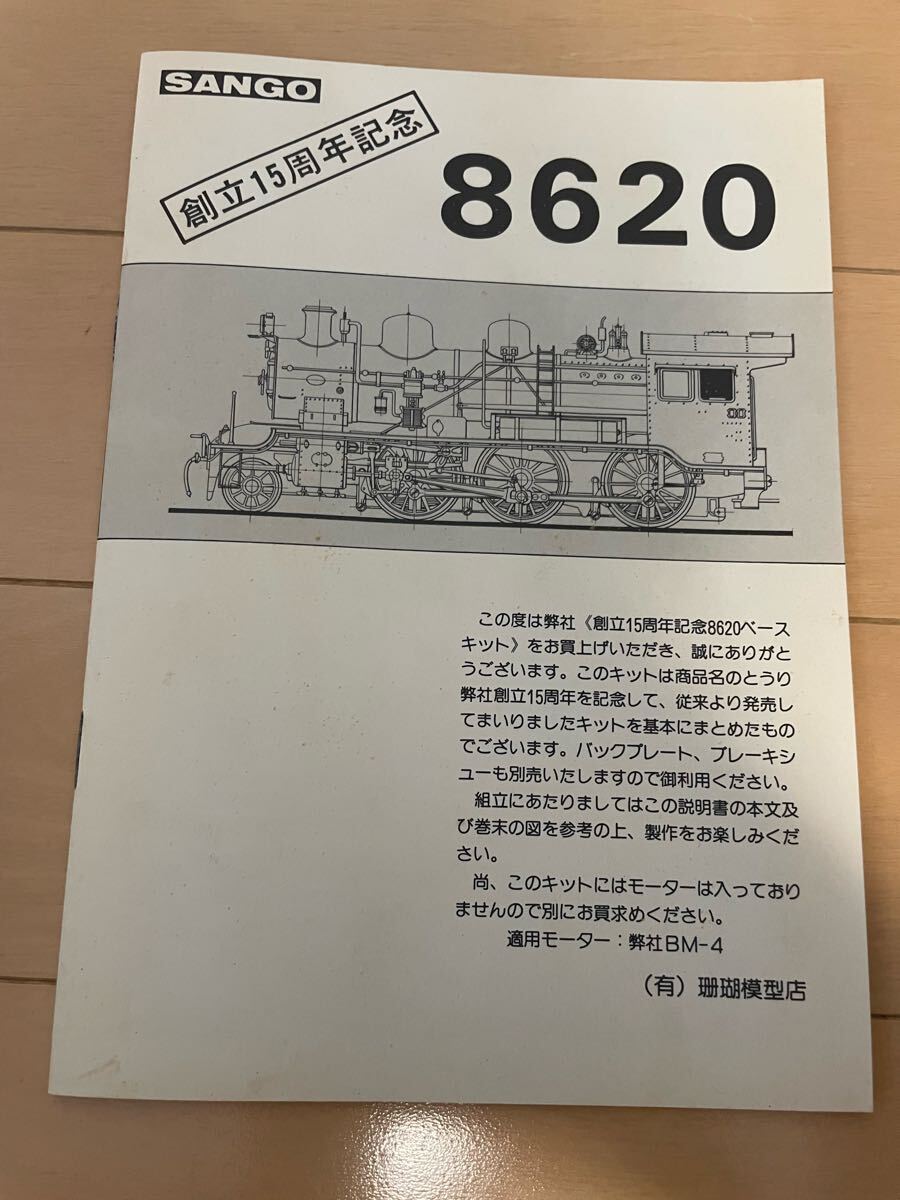 SANGO
創立15周年記念
8620
この度は弊社《創立15周年記念8620ベース
キット》をお買上げいただき、誠にありがと
うございます。このキットは商品名のとうり
弊社創立15周年を記念して、従来より発売し
てまいりましたキットを基本にまとめたもの
でございます。バックプレート、ブレーキシ
ューも別売いたしますので御利用ください。
組立にあたりましてはこの説明書の本文及
び巻末の図を参考の上、製作をお楽しみくだ
さい。
尚、このキットにはモーターは入っており
ませんので別にお買求めください。
適用モーター：弊社BM-4
（有）珊瑚模型店